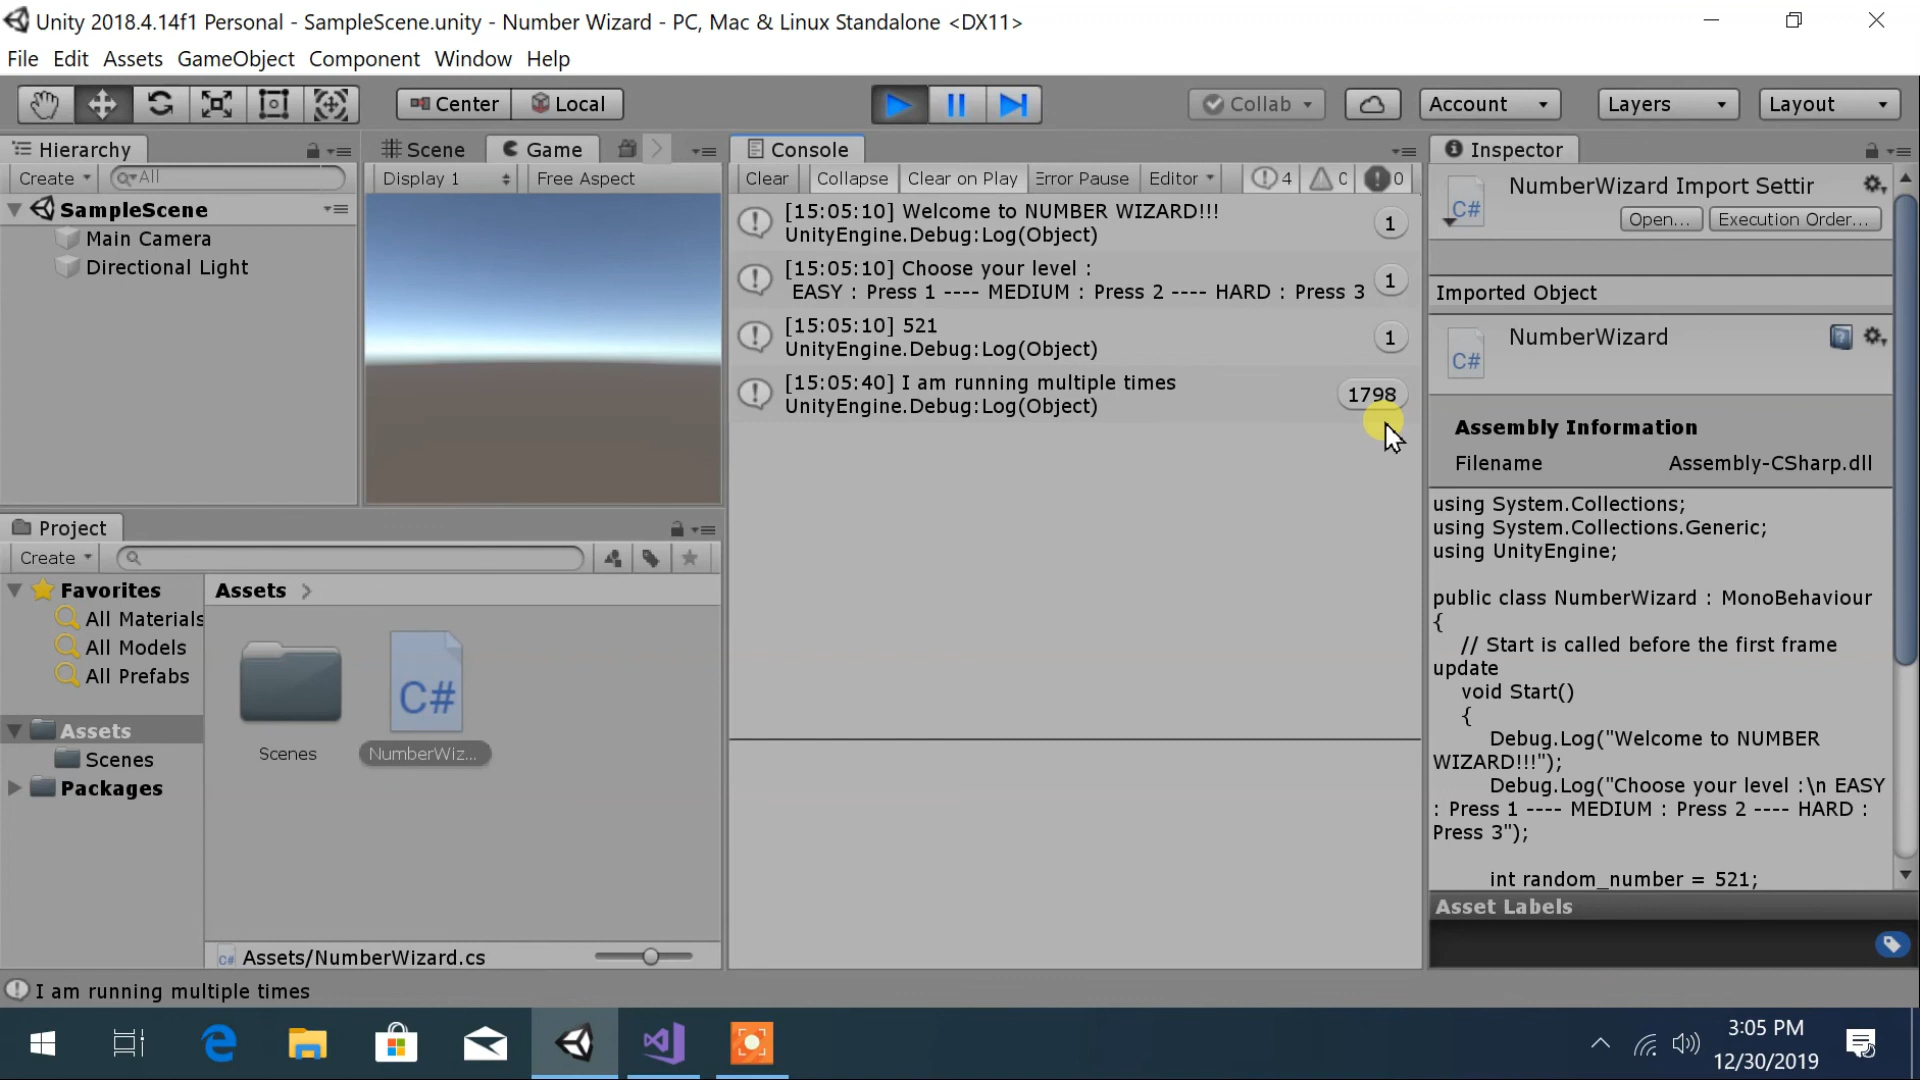 Unity 2018.4.14f1 Personal - SampleScene.unity - Number Wizard - PC, Mac & Linux Standalone <DX11>
File Edit Assets GameObject Component Window Help
Center Local Collab Account Layers Layout
Hierarchy
Create All
SampleScene
Main Camera
Directional Light
Scene Game
Display 1 Free Aspect
Console
Clear Collapse Clear on Play Error Pause Editor 4 0 0
[15:05:10] Welcome to NUMBER WIZARD!!!
UnityEngine.Debug:Log(Object)
1
[15:05:10] Choose your level :
EASY : Press 1 ---- MEDIUM : Press 2 ---- HARD : Press 3
1
[15:05:10] 521
UnityEngine.Debug:Log(Object)
1
[15:05:40] I am running multiple times
UnityEngine.Debug:Log(Object)
1798
Inspector
NumberWizard Import Settir
C#
Open... Execution Order...
Imported Object
NumberWizard
C#
Assembly Information
Filename Assembly-CSharp.dll
using System.Collections;
using System.Collections.Generic;
using UnityEngine;
public class NumberWizard : MonoBehaviour
{
// Start is called before the first frame
update
void Start()
{
Debug.Log("Welcome to NUMBER
WIZARD!!!");
Debug.Log("Choose your level :\n EASY
: Press 1 ---- MEDIUM : Press 2 ---- HARD :
Press 3");
int random_number = 521;
Asset Labels
Project
Create
Favorites
All Materials
All Models
All Prefabs
Assets
Scenes
Packages
Assets >
C#
Scenes
NumberWiz...
C# Assets/NumberWizard.cs
I am running multiple times
3:05 PM
12/30/2019